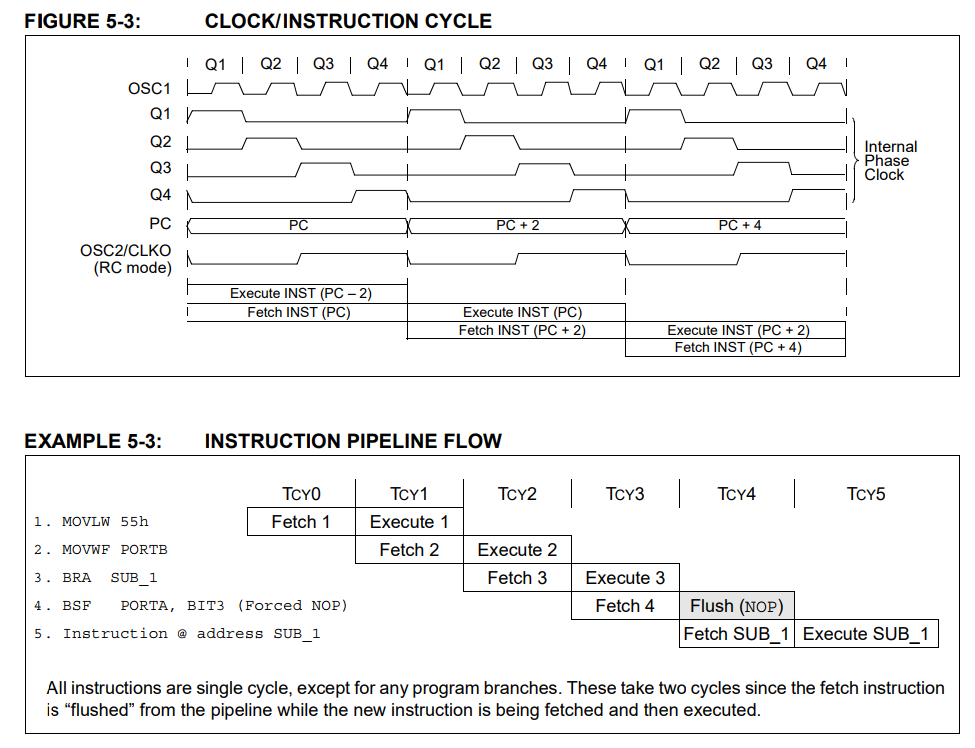 FIGURE 5-3: CLOCK/INSTRUCTION CYCLE
Q1 Q2 Q3 Q4 Q1 Q2 Q3 Q4 Q1 Q2 Q3 Q4
OSC1
Q1
Q2
Q3
Q4
Internal
Phase
Clock
PC PC PC + 2 PC + 4
OSC2/CLKO
(RC mode)
Execute INST (PC – 2)
Fetch INST (PC) Execute INST (PC)
Fetch INST (PC + 2) Execute INST (PC + 2)
Fetch INST (PC + 4)
EXAMPLE 5-3: INSTRUCTION PIPELINE FLOW
TCY0 TCY1 TCY2 TCY3 TCY4 TCY5
1. MOVLW 55h Fetch 1 Execute 1
2. MOVWF PORTB Fetch 2 Execute 2
3. BRA SUB_1 Fetch 3 Execute 3
4. BSF PORTA, BIT3 (Forced NOP) Fetch 4 Flush (NOP)
5. Instruction @ address SUB_1 Fetch SUB_1 Execute SUB_1
All instructions are single cycle, except for any program branches. These take two cycles since the fetch instruction
is “flushed” from the pipeline while the new instruction is being fetched and then executed.